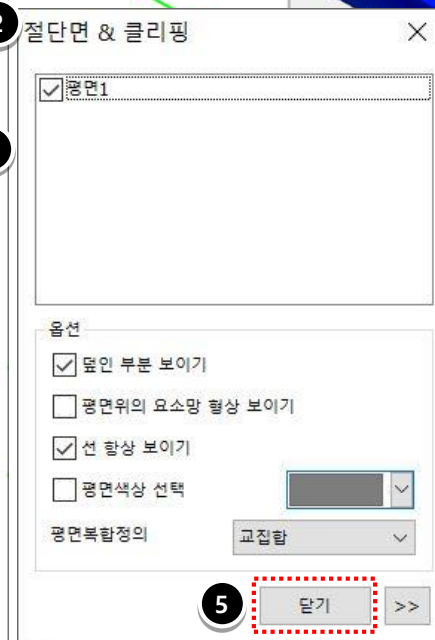 2
절단면 & 클리핑
평면1
옵션
덮인 부분 보이기
평면위의 요소망 형상 보이기
선 항상 보이기
평면색상 선택
평면복합정의 교집합
5 닫기 >>